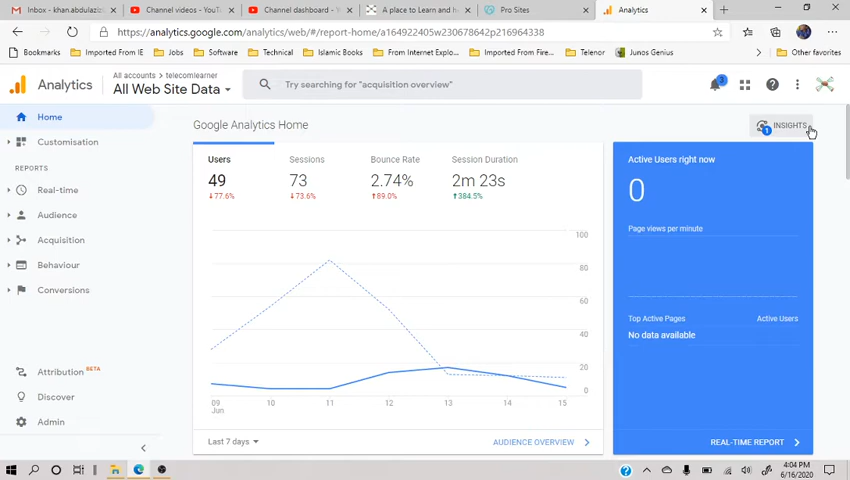 Inbox - khan.abdulaziz
Channel videos - YouT
Channel dashboard - Y
A place to Learn and h
Pro Sites
Analytics
https://analytics.google.com/analytics/web/#/report-home/a164922405w230678642p216964338
Bookmarks
Imported From IE
Jobs
Software
Technical
Islamic Books
From Internet Explo...
Imported From Fire...
Telenor
Junos Genius
Other favorites
Analytics
All accounts > telecomlearner
All Web Site Data
Try searching for "acquisition overview"
3
Home
Customisation
REPORTS
Real-time
Audience
Acquisition
Behaviour
Conversions
Attribution BETA
Discover
Admin
Google Analytics Home
INSIGHTS
1
Users
Sessions
Bounce Rate
Session Duration
49
73
2.74%
2m 23s
↓77.6%
↓73.6%
↑89.0%
↑384.5%
100
80
60
40
20
0
09
Jun
10
11
12
13
14
15
Last 7 days
AUDIENCE OVERVIEW
Active Users right now
0
Page views per minute
Top Active Pages
Active Users
No data available
REAL-TIME REPORT
4:04 PM
6/16/2020